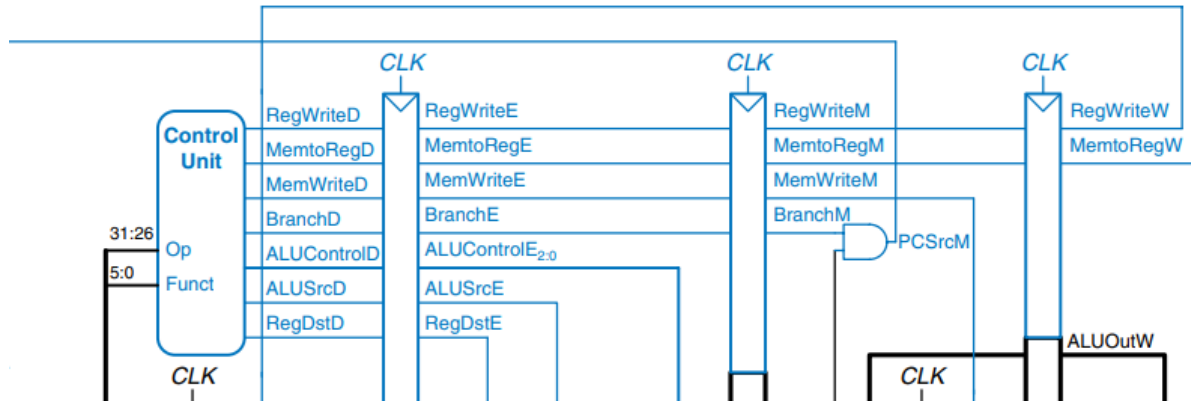 CLK CLK CLK
RegWriteD RegWriteE RegWriteM RegWriteW
Control
Unit
MemtoRegD MemtoRegE MemtoRegM MemtoRegW
MemWriteD MemWriteE MemWriteM
BranchD BranchE BranchM
31:26 Op ALUControlD ALUControlE2:0 PCSrcM
5:0 Funct ALUSrcD ALUSrcE
RegDstD RegDstE
ALUOutW
CLK CLK